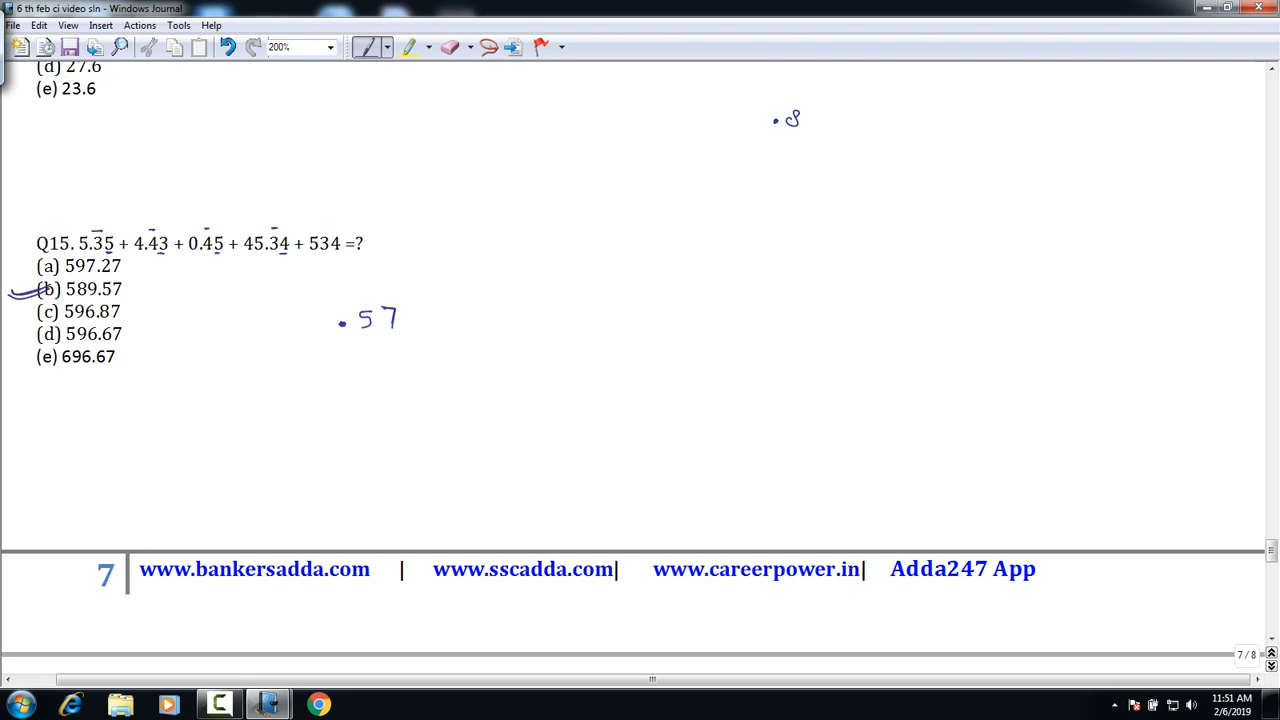 6 th feb ci video sln - Windows Journal
File Edit View Insert Actions Tools Help
200%
(d) 27.6
(e) 23.6
.8
Q15. 5.35 + 4.43 + 0.45 + 45.34 + 534 =?
(a) 597.27
(b) 589.57
(c) 596.87
.57
(d) 596.67
(e) 696.67
7 www.bankersadda.com | www.sscadda.com| www.careerpower.in| Adda247 App
7 / 8
11:51 AM
2/6/2019